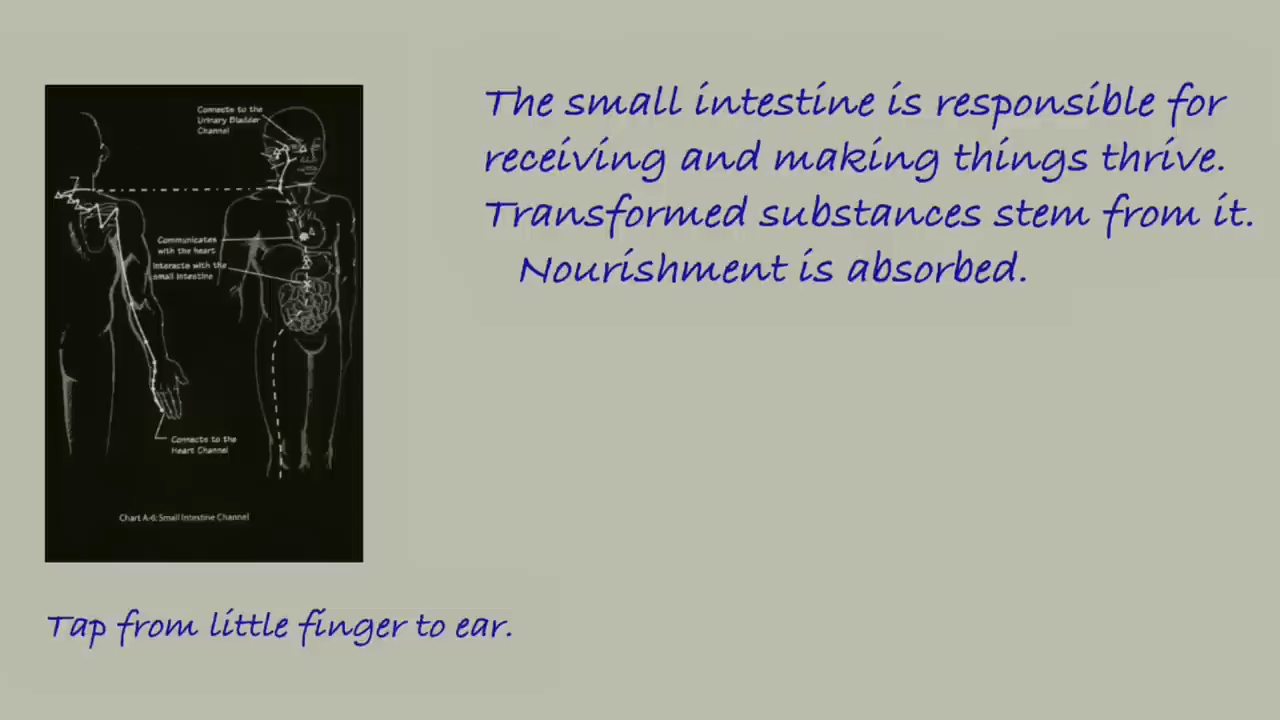 Connects to the
Urinary Bladder
Channel
Communicates
with the heart
Interacts with the
small intestine
Connects to the
Heart Channel
Chart A-6: Small Intestine Channel
The small intestine is responsible for
receiving and making things thrive.
Transformed substances stem from it.
Nourishment is absorbed.
Tap from little finger to ear.